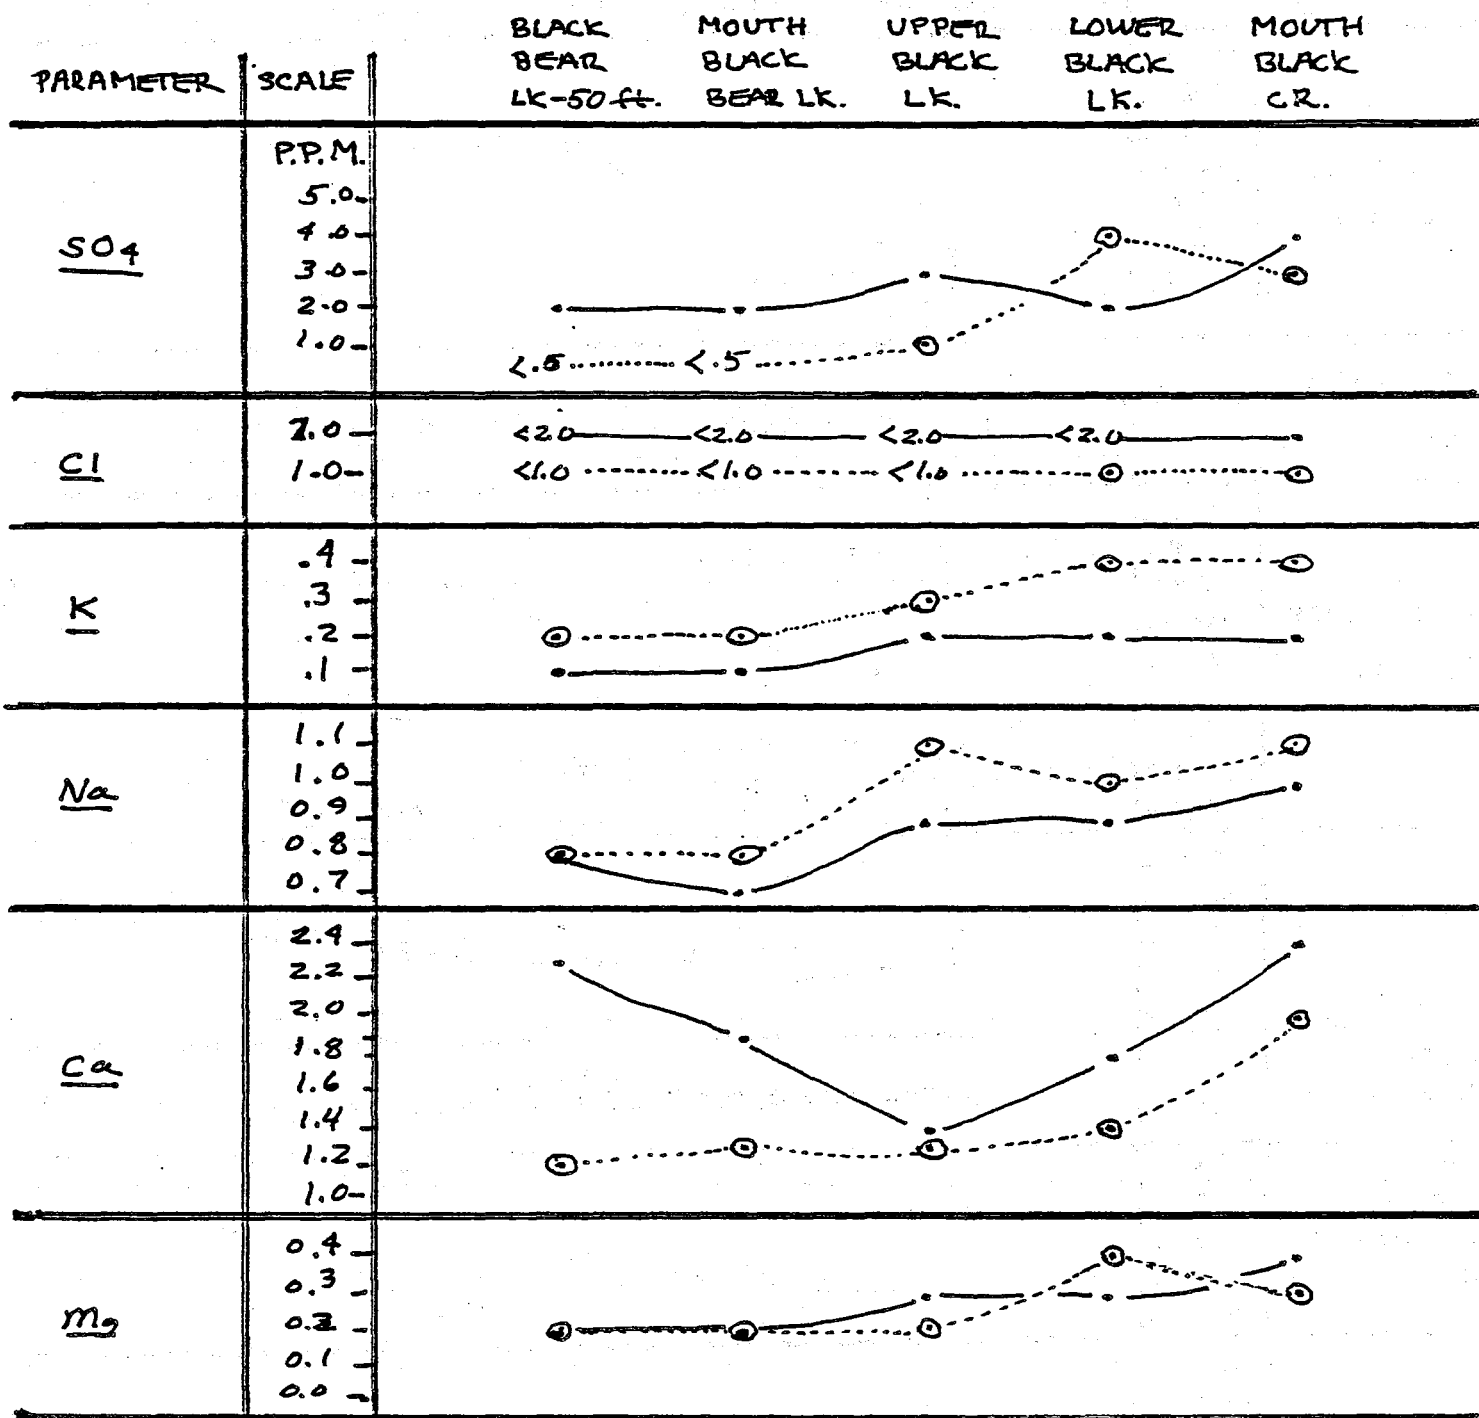 BLACK MOUTH UPPER LOWER MOUTH
BEAR BLACK BLACK BLACK BLACK
PARAMETER SCALE LK-50 ft. BEAR LK. LK. LK. CR.
P.P.M.
5.0
SO4 4.0
3.0
2.0
1.0
<.5 <.5
Cl 2.0 <2.0 <2.0 <2.0 <2.0
1.0 <1.0 <1.0 <1.0
K .4
.3
.2
.1
Na 1.1
1.0
0.9
0.8
0.7
Ca 2.4
2.2
2.0
1.8
1.6
1.4
1.2
1.0
Mg 0.4
0.3
0.2
0.1
0.0